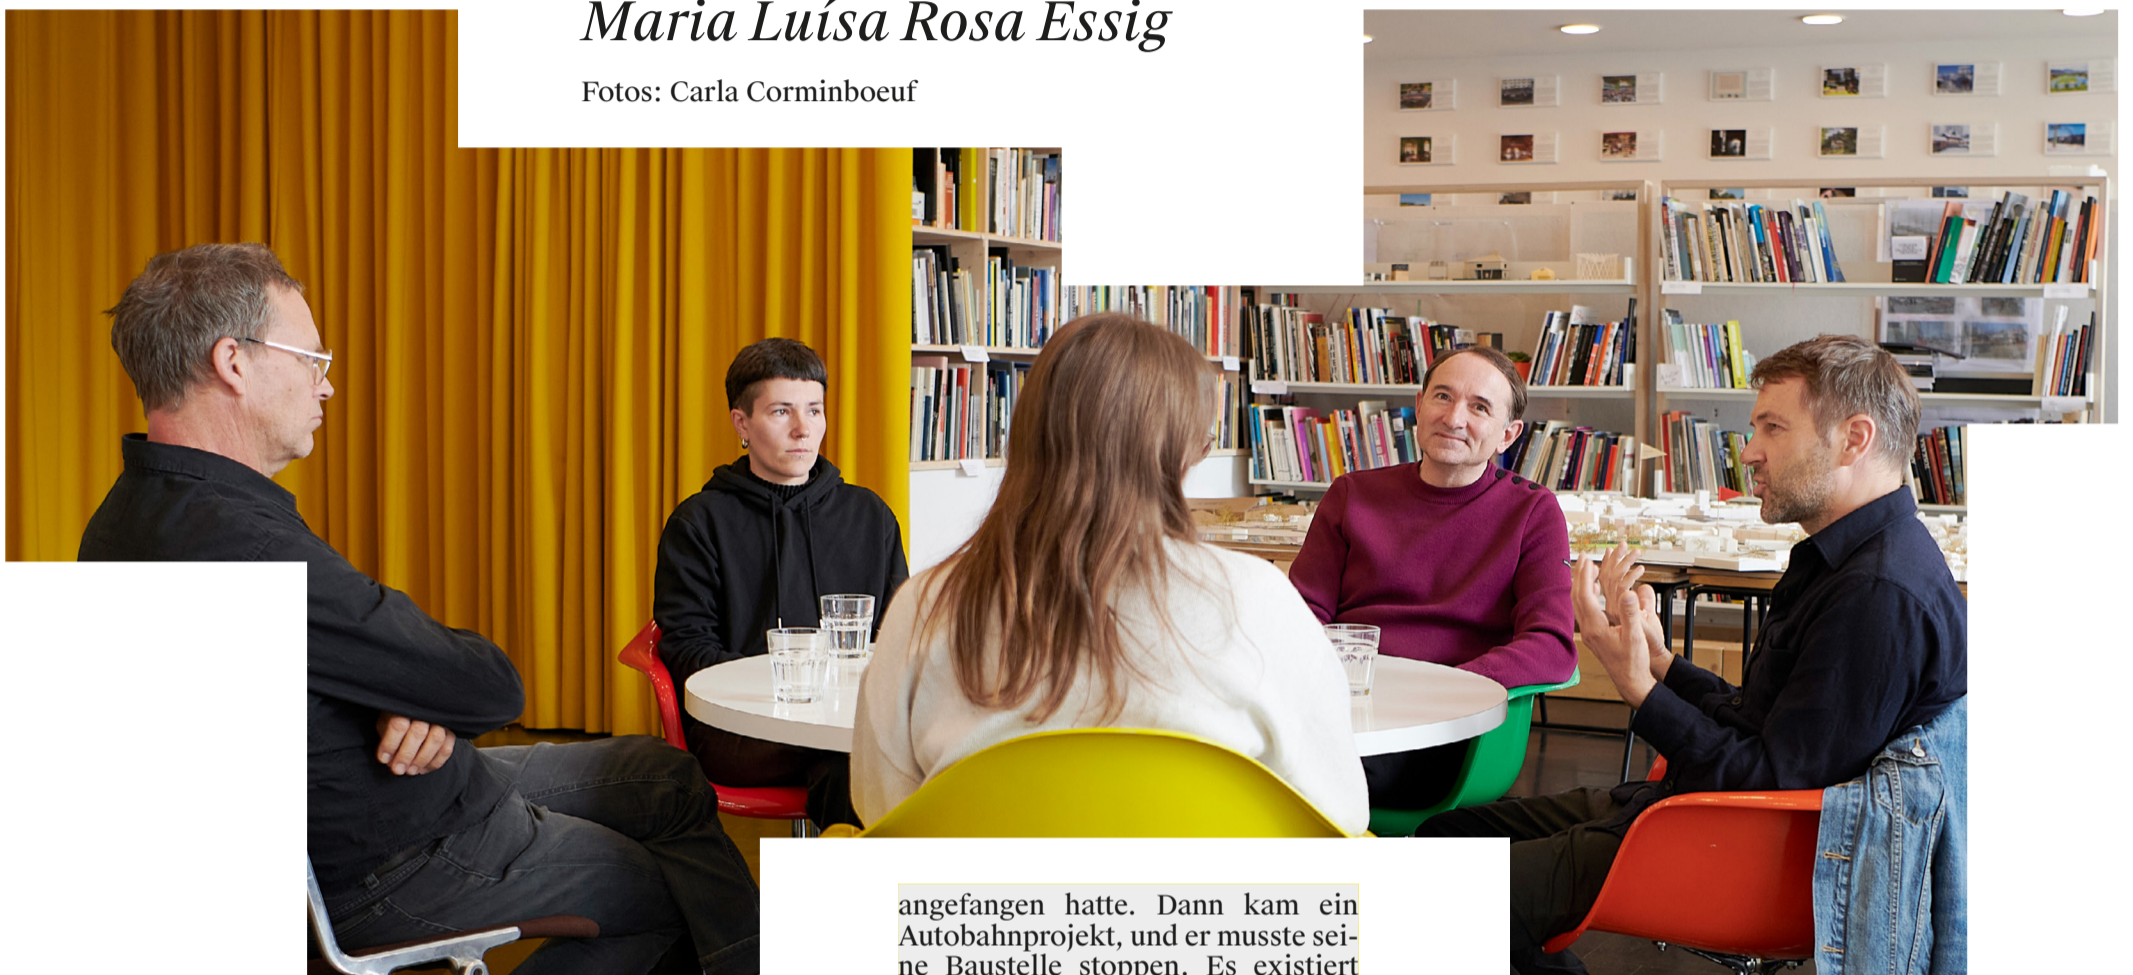 Maria Luísa Rosa Essig
Fotos: Carla Corminboeuf
angefangen hatte. Dann kam ein
Autobahnprojekt, und er musste sei-
ne Baustelle stoppen. Es existiert